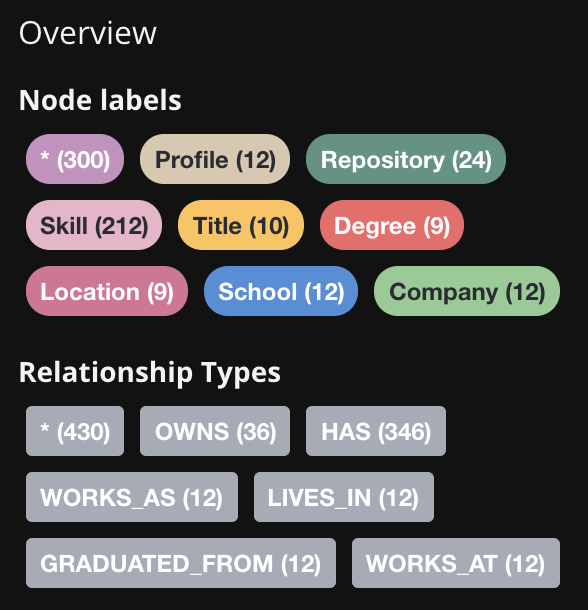 Overview
Node labels
* (300) Profile (12) Repository (24)
Skill (212) Title (10) Degree (9)
Location (9) School (12) Company (12)
Relationship Types
* (430) OWNS (36) HAS (346)
WORKS_AS (12) LIVES_IN (12)
GRADUATED_FROM (12) WORKS_AT (12)